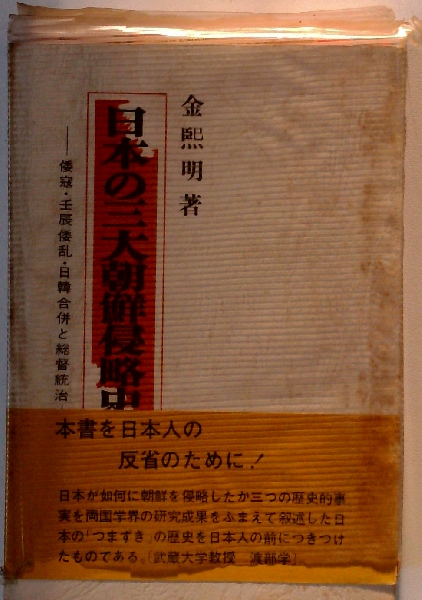 金熙明著
日本の三大朝鮮侵略史
――倭寇・壬辰倭乱・日韓合併と総督統治
本書を日本人の
反省のために！
日本が如何に朝鮮を侵略したか三つの歴史的事
実を両国学界の研究成果をふまえて叙述した日
本の「つまずき」の歴史を日本人の前につきつけ
たものである。〔武蔵大学教授　渡部学〕